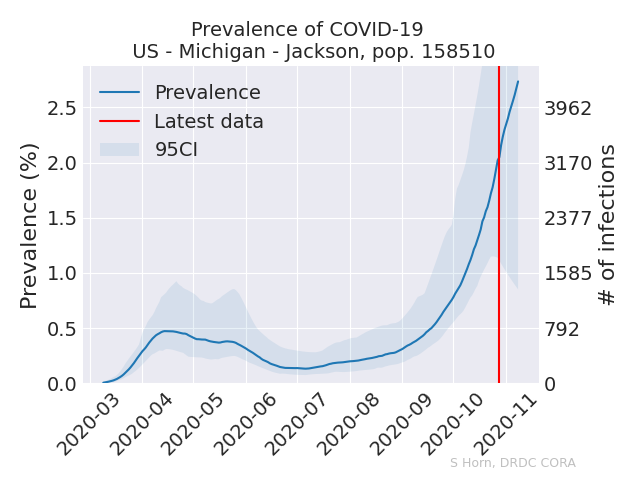 Prevalence of COVID-19
US - Michigan - Jackson, pop. 158510
Prevalence
Latest data
95CI
Prevalence (%)
2.5
2.0
1.5
1.0
0.5
0.0
3962
3170
2377
1585
792
0
# of infections
2020-03
2020-04
2020-05
2020-06
2020-07
2020-08
2020-09
2020-10
2020-11
S Horn, DRDC CORA